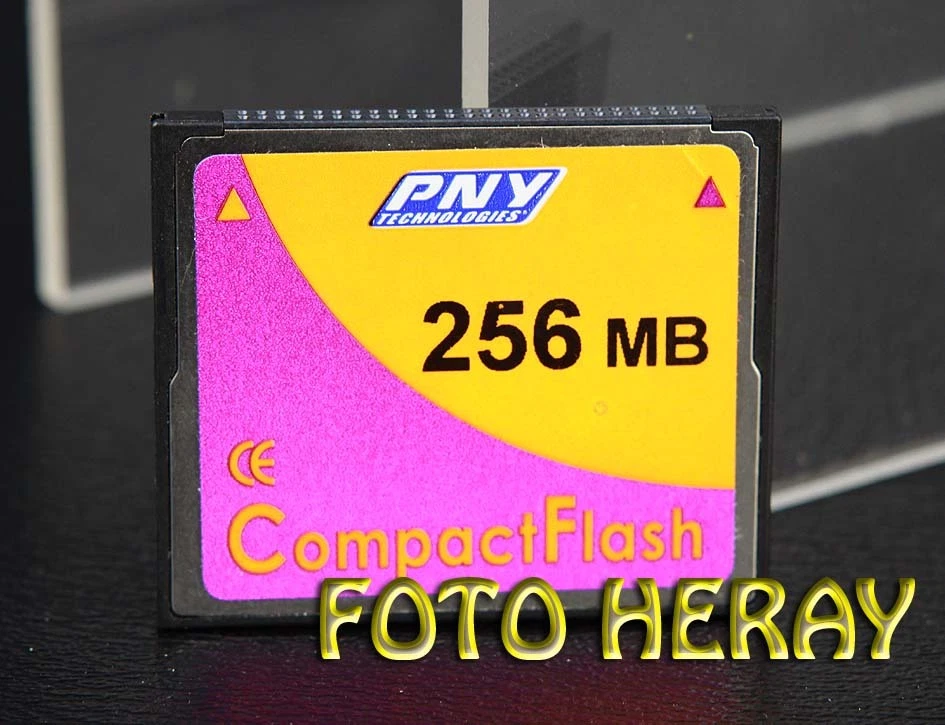 PNY
TECHNOLOGIES
256 MB
CE
CompactFlash
FOTO HERAY